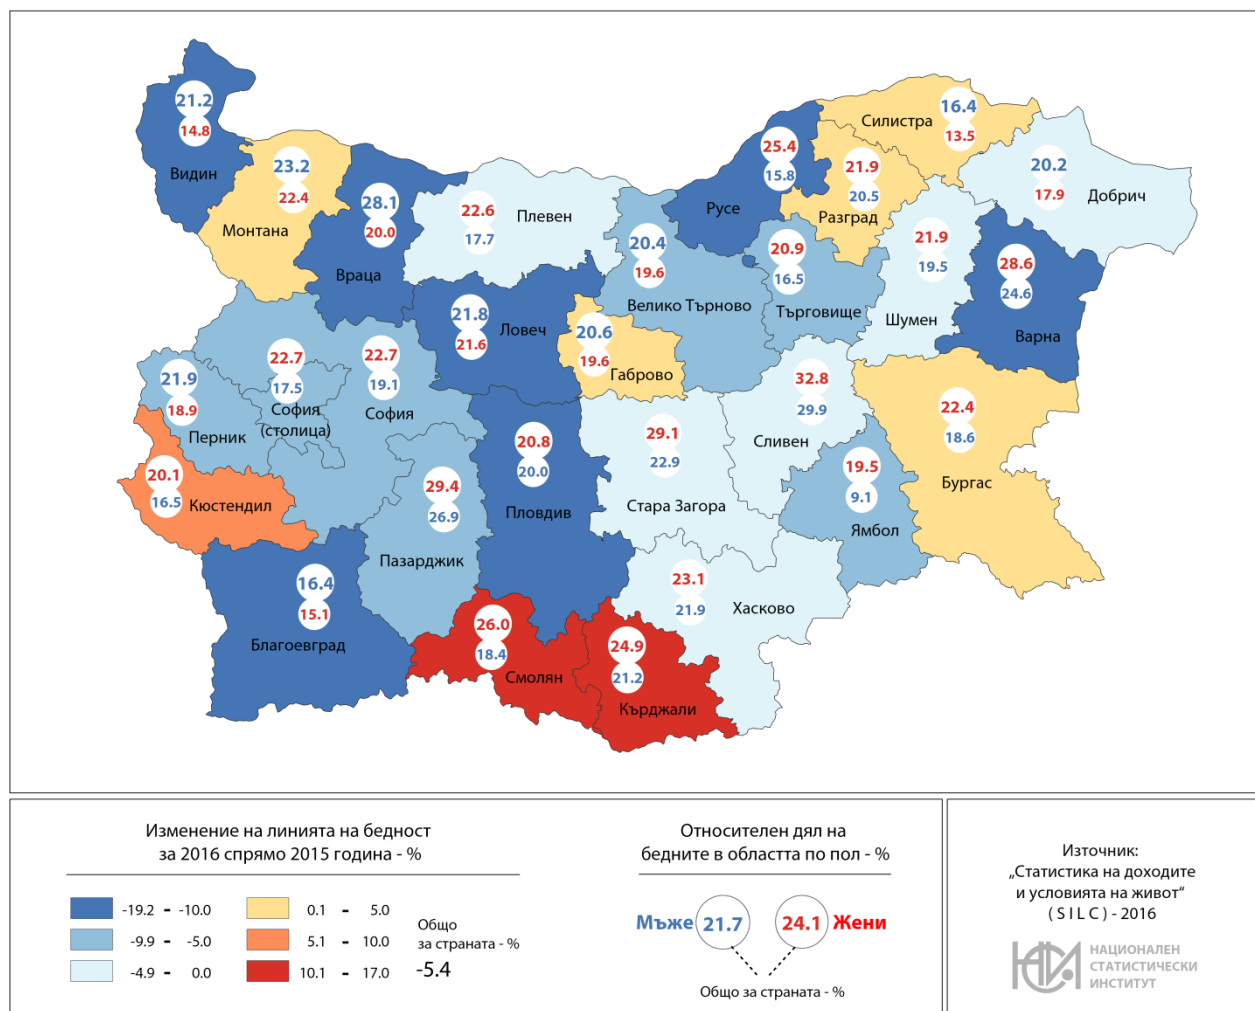 21.2
14.8
Видин
23.2
22.4
Монтана
28.1
20.0
Враца
22.6
17.7
Плевен
25.4
15.8
Русе
Силистра
16.4
13.5
21.9
20.5
Разград
20.2
17.9
Добрич
20.4
19.6
Велико Търново
20.9
16.5
Търговище
21.9
19.5
Шумен
28.6
24.6
Варна
21.8
21.6
Ловеч
20.6
19.6
Габрово
21.9
18.9
Перник
22.7
17.5
София
(столица)
22.7
19.1
София
32.8
29.9
Сливен
22.4
18.6
Бургас
20.1
16.5
Кюстендил
29.4
26.9
Пазарджик
20.8
20.0
Пловдив
29.1
22.9
Стара Загора
19.5
9.1
Ямбол
16.4
15.1
Благоевград
26.0
18.4
Смолян
24.9
21.2
Кърджали
23.1
21.9
Хасково
Изменение на линията на бедност
за 2016 спрямо 2015 година - %
-19.2 - -10.0
-9.9 - -5.0
-4.9 - 0.0
0.1 - 5.0
5.1 - 10.0
10.1 - 17.0
Общо
за страната - %
-5.4
Относителен дял на
бедните в областта по пол - %
Мъже 21.7 24.1 Жени
Общо за страната - %
Източник:
„Статистика на доходите
и условията на живот“
( S I L C ) - 2016
НСИ НАЦИОНАЛЕН
СТАТИСТИЧЕСКИ
ИНСТИТУТ